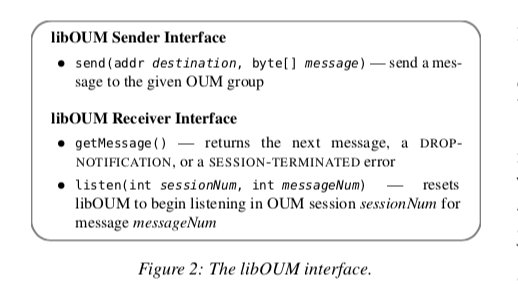 libOUM Sender Interface
• send(addr destination, byte[] message) — send a mes-
sage to the given OUM group
libOUM Receiver Interface
• getMessage() — returns the next message, a DROP-
NOTIFICATION, or a SESSION-TERMINATED error
• listen(int sessionNum, int messageNum) — resets
libOUM to begin listening in OUM session sessionNum for
message messageNum
Figure 2: The libOUM interface.